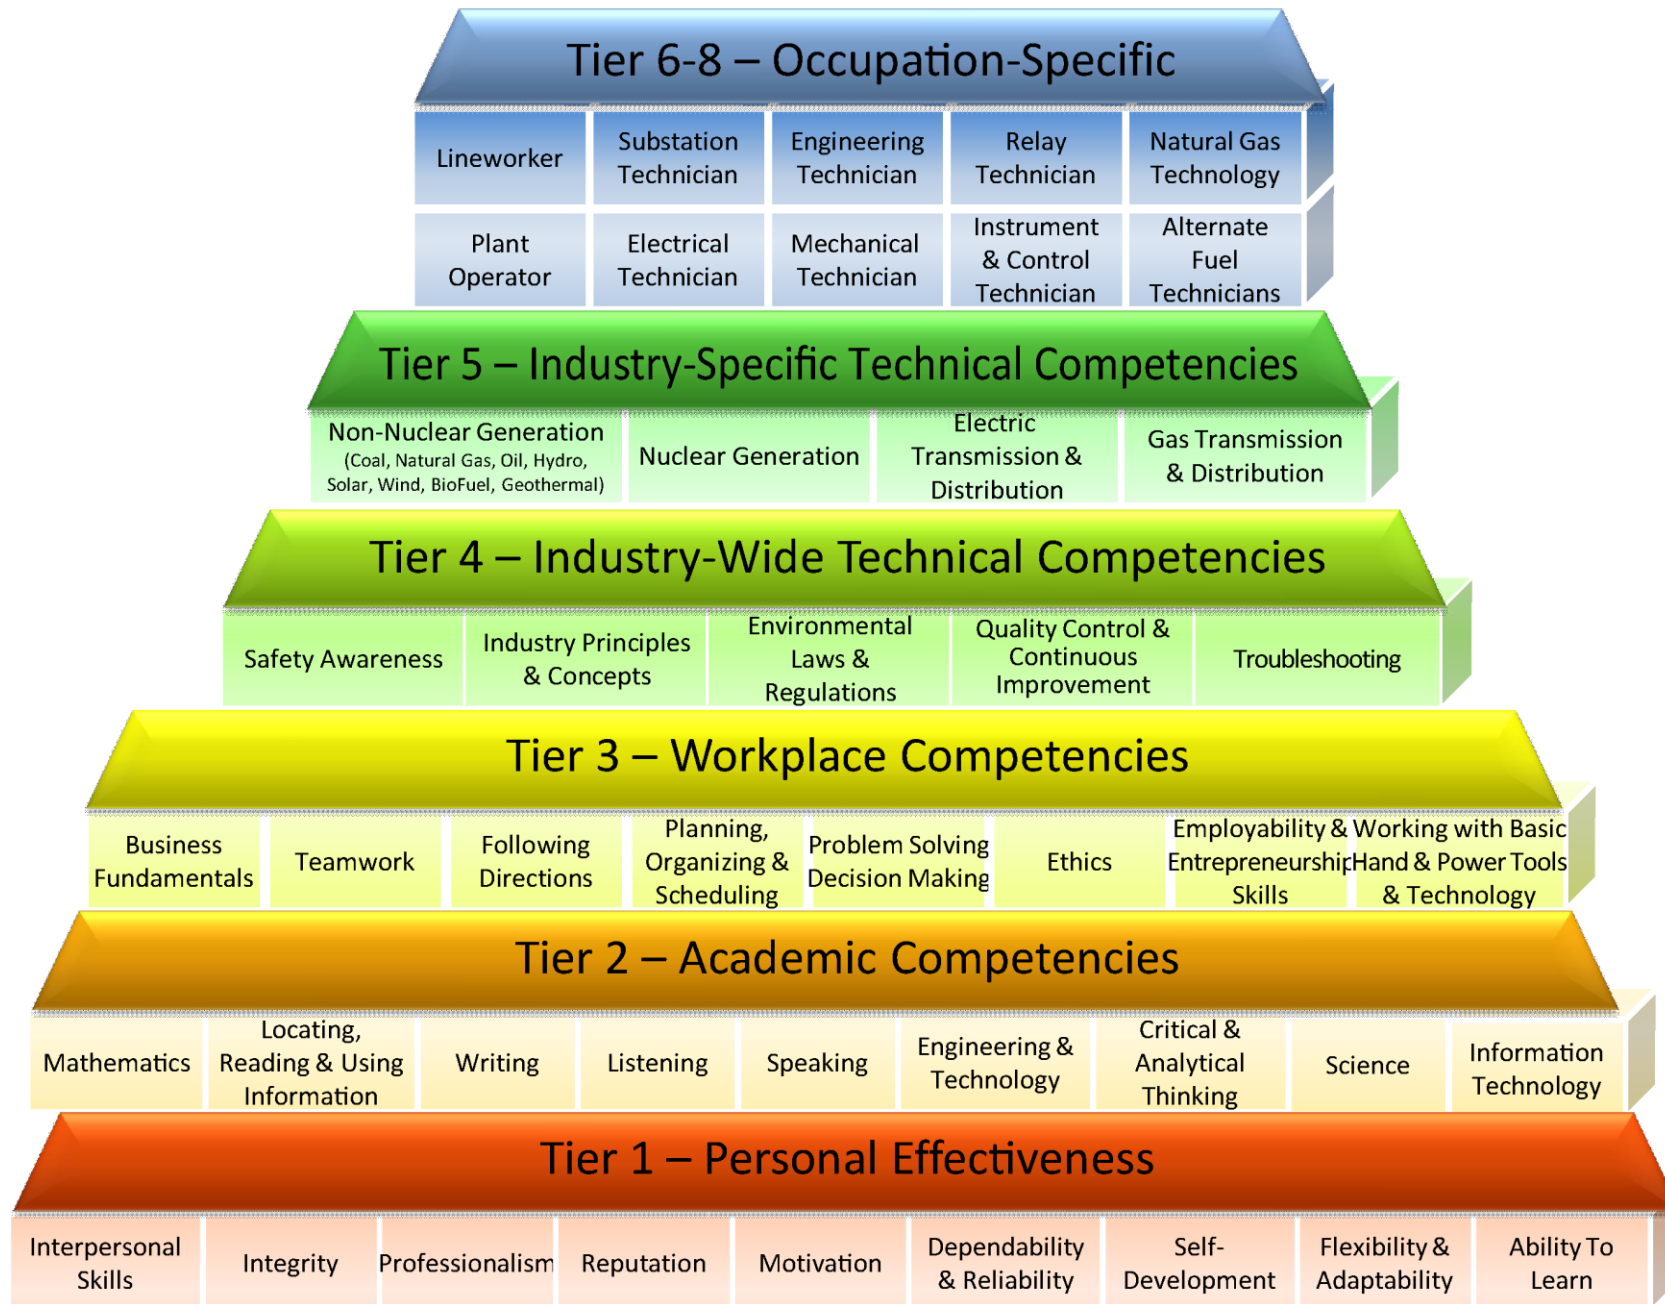 Tier 6-8 – Occupation-Specific
Lineworker
Substation
Technician
Engineering
Technician
Relay
Technician
Natural Gas
Technology
Plant
Operator
Electrical
Technician
Mechanical
Technician
Instrument
& Control
Technician
Alternate
Fuel
Technicians
Tier 5 – Industry-Specific Technical Competencies
Non-Nuclear Generation
(Coal, Natural Gas, Oil, Hydro,
Solar, Wind, BioFuel, Geothermal)
Nuclear Generation
Electric
Transmission &
Distribution
Gas Transmission
& Distribution
Tier 4 – Industry-Wide Technical Competencies
Safety Awareness
Industry Principles
& Concepts
Environmental
Laws &
Regulations
Quality Control &
Continuous
Improvement
Troubleshooting
Tier 3 – Workplace Competencies
Business
Fundamentals
Teamwork
Following
Directions
Planning,
Organizing &
Scheduling
Problem Solving
Decision Making
Ethics
Employability &
Entrepreneurship
Skills
Working with Basic
Hand & Power Tools
& Technology
Tier 2 – Academic Competencies
Mathematics
Locating,
Reading & Using
Information
Writing
Listening
Speaking
Engineering &
Technology
Critical &
Analytical
Thinking
Science
Information
Technology
Tier 1 – Personal Effectiveness
Interpersonal
Skills
Integrity
Professionalism
Reputation
Motivation
Dependability
& Reliability
Self-
Development
Flexibility &
Adaptability
Ability To
Learn